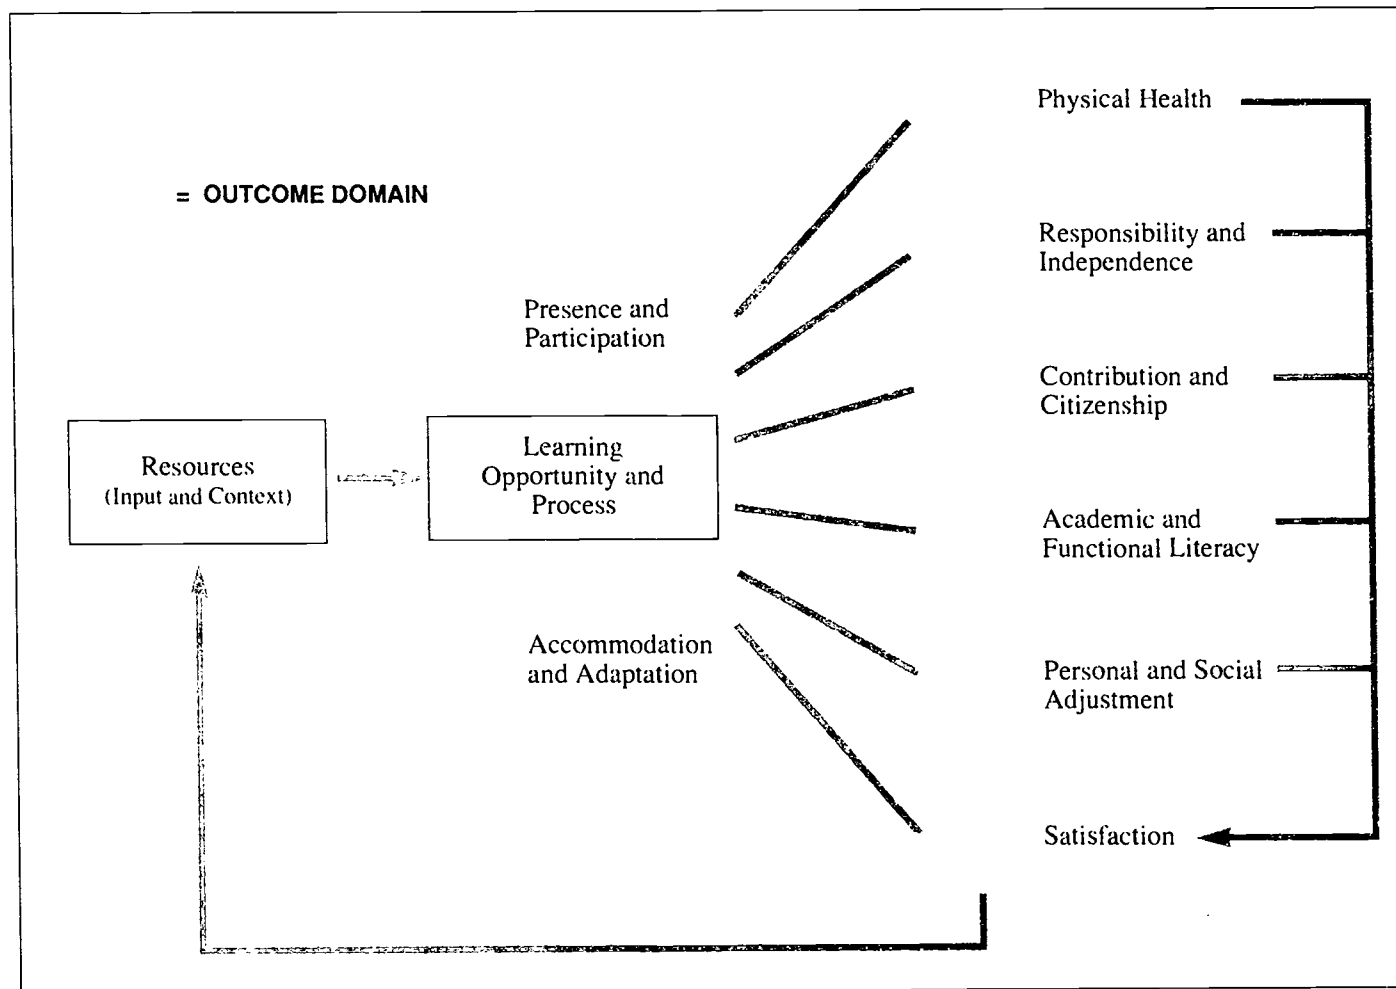 = OUTCOME DOMAIN
Resources
(Input and Context)
Presence and
Participation
Learning
Opportunity and
Process
Accommodation
and Adaptation
Physical Health
Responsibility and
Independence
Contribution and
Citizenship
Academic and
Functional Literacy
Personal and Social
Adjustment
Satisfaction